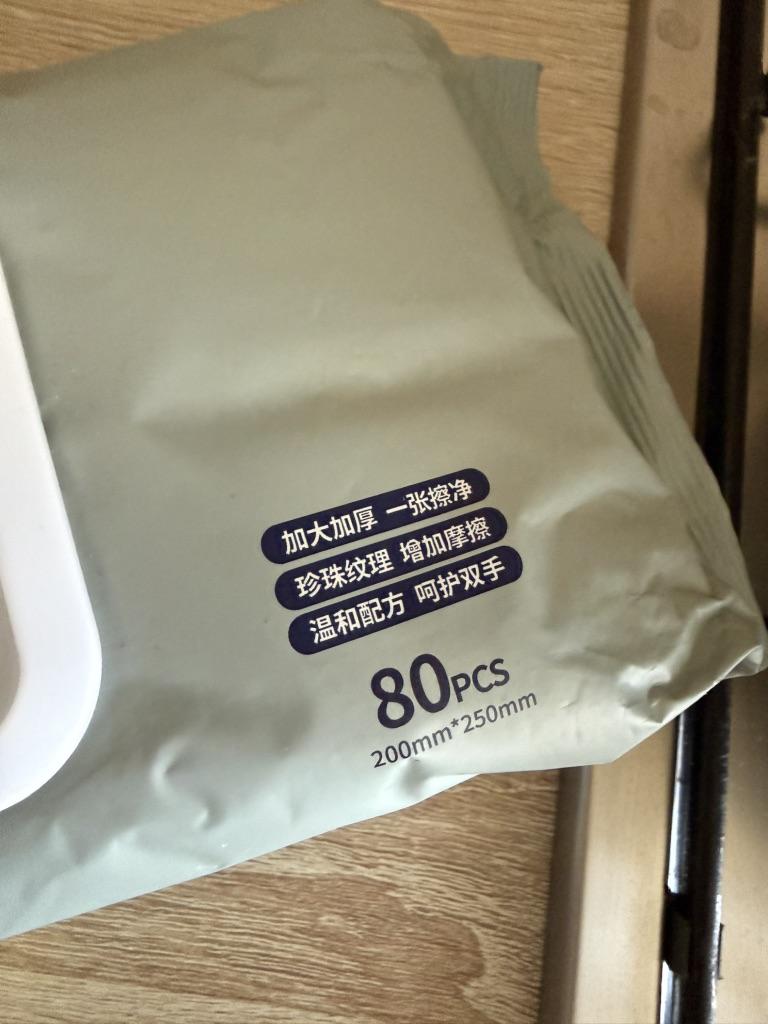 加大加厚 一张擦净
珍珠纹理 增加摩擦
温和配方 呵护双手
80PCS
200mm*250mm